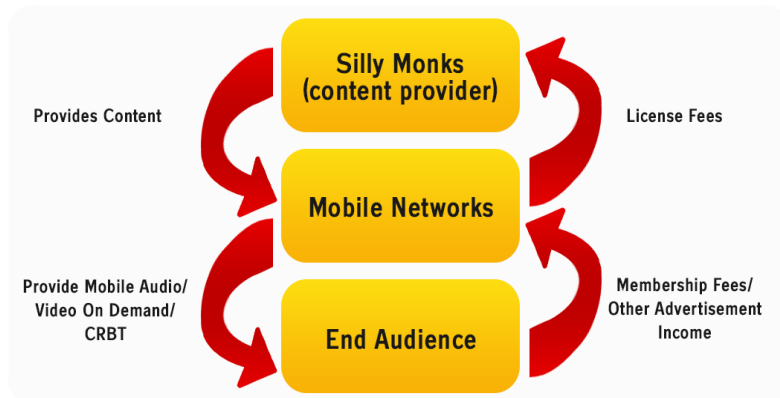 Silly Monks
(content provider)
Provides Content
License Fees
Mobile Networks
Provide Mobile Audio/
Video On Demand/
CRBT
Membership Fees/
Other Advertisement
Income
End Audience